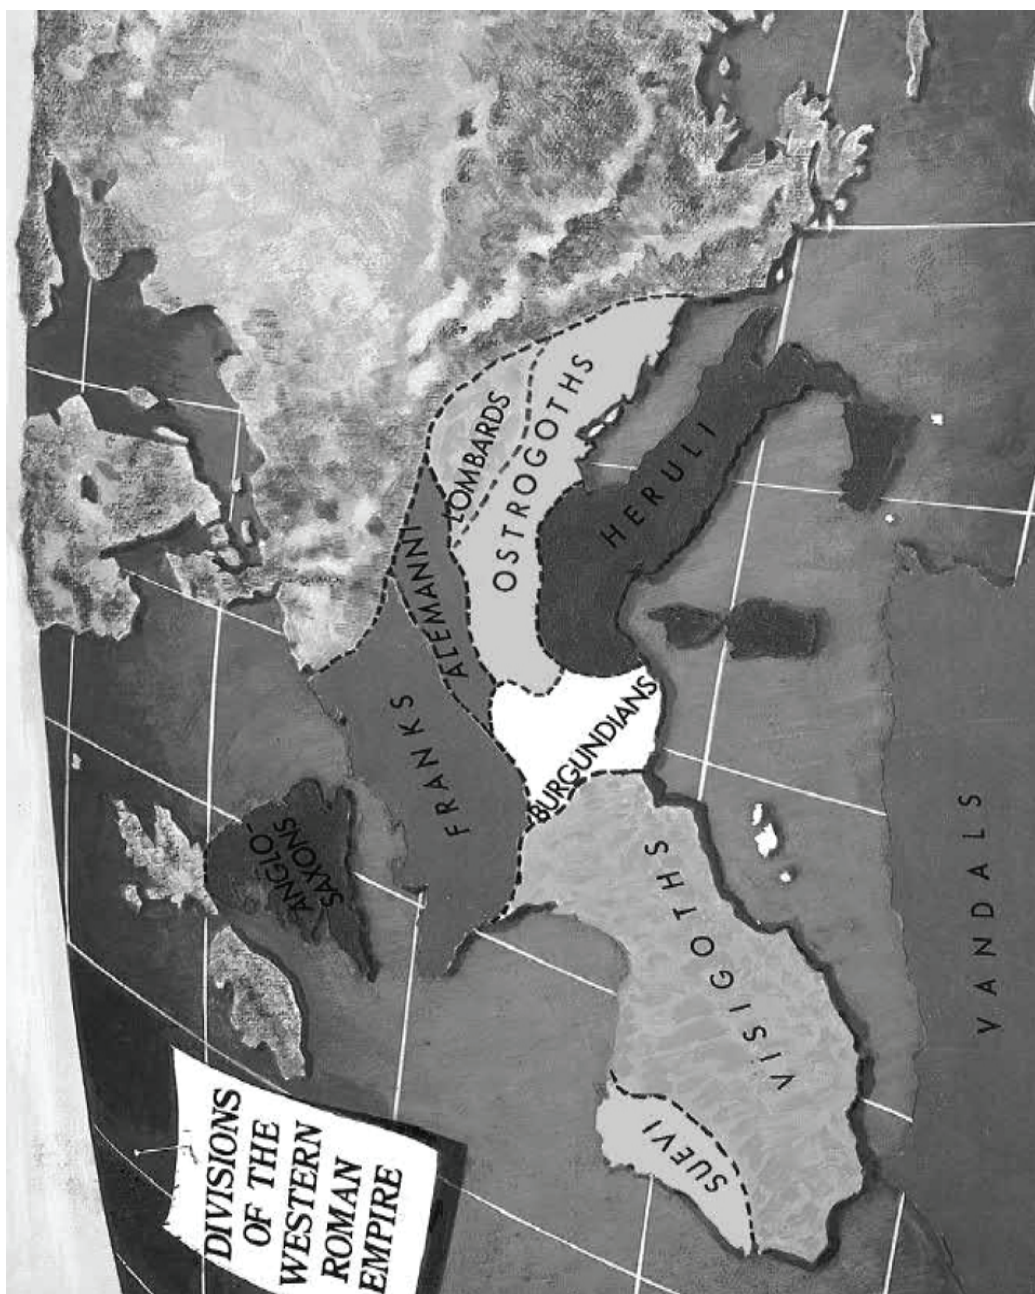 DIVISIONS
OF THE
WESTERN
ROMAN
EMPIRE
ANGLO-
SAXONS
FRANKS
ALEMANNI
LOMBARDS
OSTROGOTHS
HERULI
BURGUNDIANS
VISIGOTHS
SUEVI
VANDALS